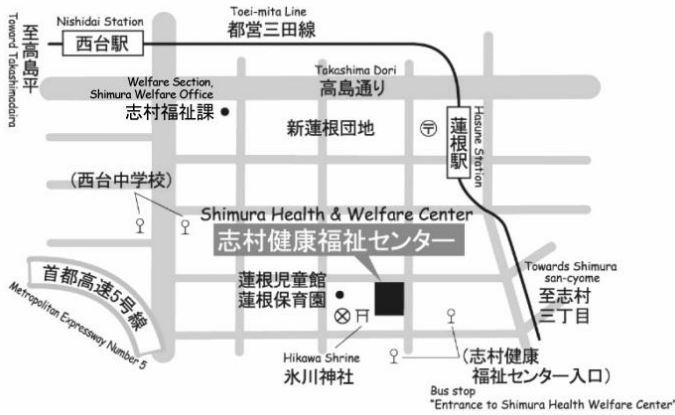 Toei-mita Line
都営三田線
Nishidai Station
西台駅
至高島平
Toward Takashimadaira
Welfare Section,
Shimura Welfare Office
志村福祉課
Takashima Dori
高島通り
新蓮根団地
〒
蓮根駅
Hasune Station
(西台中学校)
Shimura Health & Welfare Center
志村健康福祉センター
首都高速5号線
Metropolitan Expressway Number 5
蓮根児童館
蓮根保育園
Towards Shimura
san-cyome
至志村
三丁目
Hikawa Shrine
氷川神社
(志村健康
福祉センター入口)
Bus stop
"Entrance to Shimura Health Welfare Center"